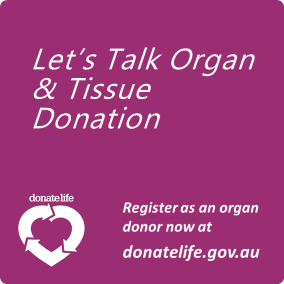 Let's Talk Organ
& Tissue
Donation
donatelife
Register as an organ
donor now at
donatelife.gov.au